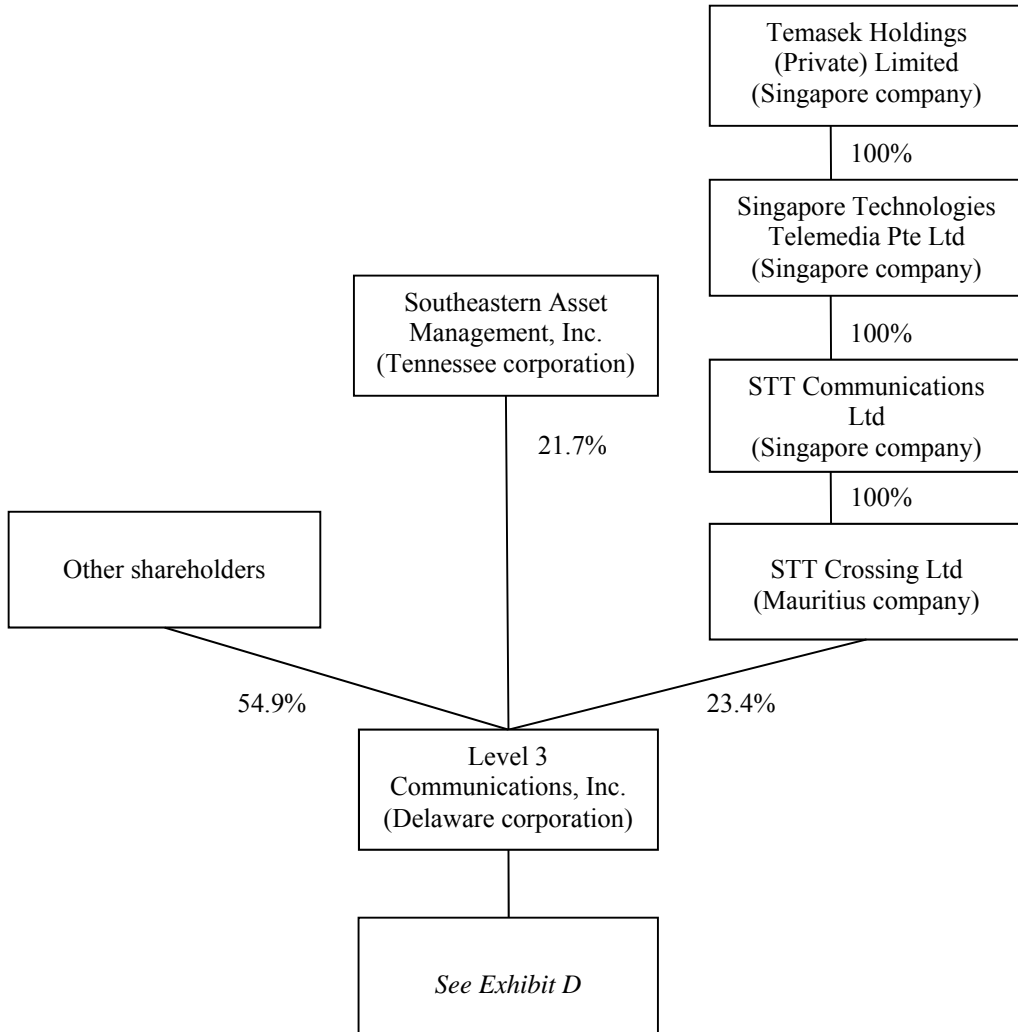 Temasek Holdings
(Private) Limited
(Singapore company)
100%
Singapore Technologies
Telemedia Pte Ltd
(Singapore company)
100%
Southeastern Asset
Management, Inc.
(Tennessee corporation)
21.7%
STT Communications
Ltd
(Singapore company)
100%
Other shareholders
STT Crossing Ltd
(Mauritius company)
54.9%
23.4%
Level 3
Communications, Inc.
(Delaware corporation)
See Exhibit D